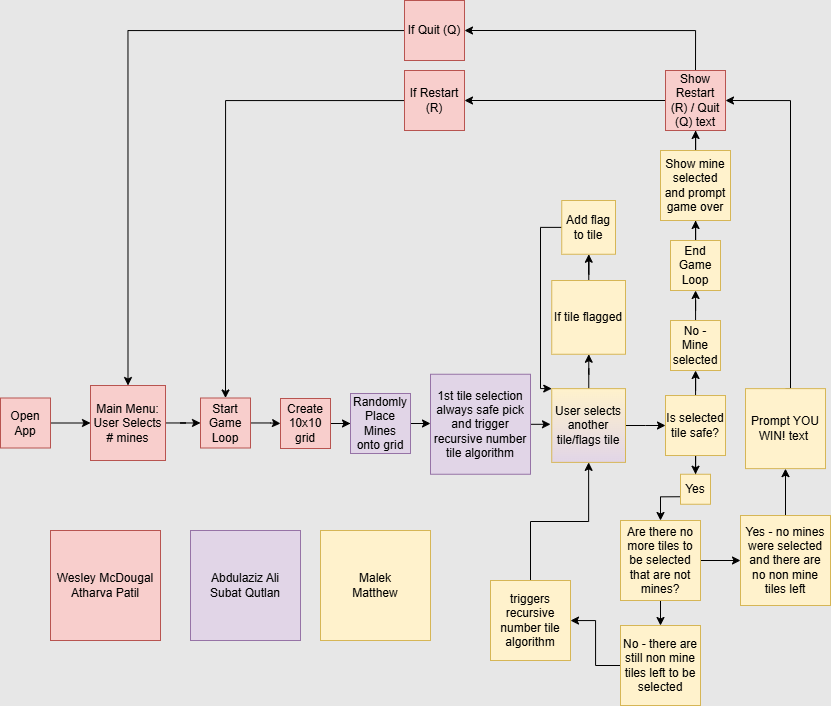 If Quit (Q)
If Restart
(R)
Show
Restart
(R) / Quit
(Q) text
Show mine
selected
and prompt
game over
Add flag
to tile
End
Game
Loop
If tile flagged
No -
Mine
selected
Open
App
Main Menu:
User Selects
# mines
Start
Game
Loop
Create
10x10
grid
Randomly
Place
Mines
onto grid
1st tile selection
always safe pick
and trigger
recursive number
tile algorithm
User selects
another
tile/flags tile
Is selected
tile safe?
Prompt YOU
WIN! text
Yes
Are there no
more tiles to
be selected
that are not
mines?
Yes - no mines
were selected
and there are
no non mine
tiles left
Wesley McDougal
Atharva Patil
Abdulaziz Ali
Subat Qutlan
Malek
Matthew
triggers
recursive
number tile
algorithm
No - there are
still non mine
tiles left to be
selected